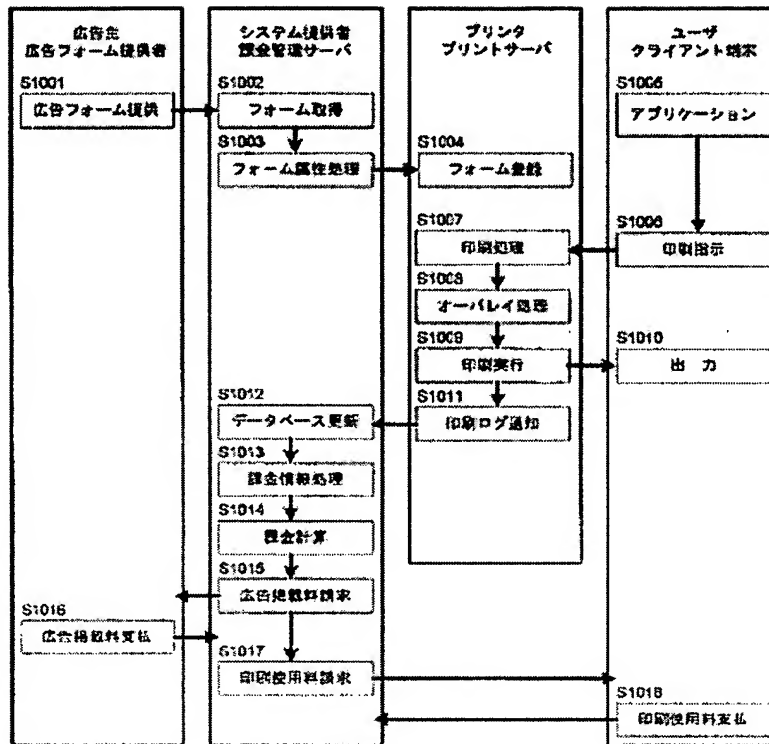 広告主
広告フォーム提供者
システム提供者
課金管理サーバ
プリンタ
プリントサーバ
ユーザ
クライアント端末
S1001
広告フォーム提供
S1002
フォーム取得
S1003
フォーム属性処理
S1004
フォーム登録
S1005
アプリケーション
S1006
印刷指示
S1007
印刷処理
S1008
オーバレイ処理
S1009
印刷実行
S1010
出 力
S1011
印刷ログ通知
S1012
データベース更新
S1013
課金情報処理
S1014
課金計算
S1015
広告掲載料請求
S1016
広告掲載料支払
S1017
印刷使用料請求
S1018
印刷使用料支払